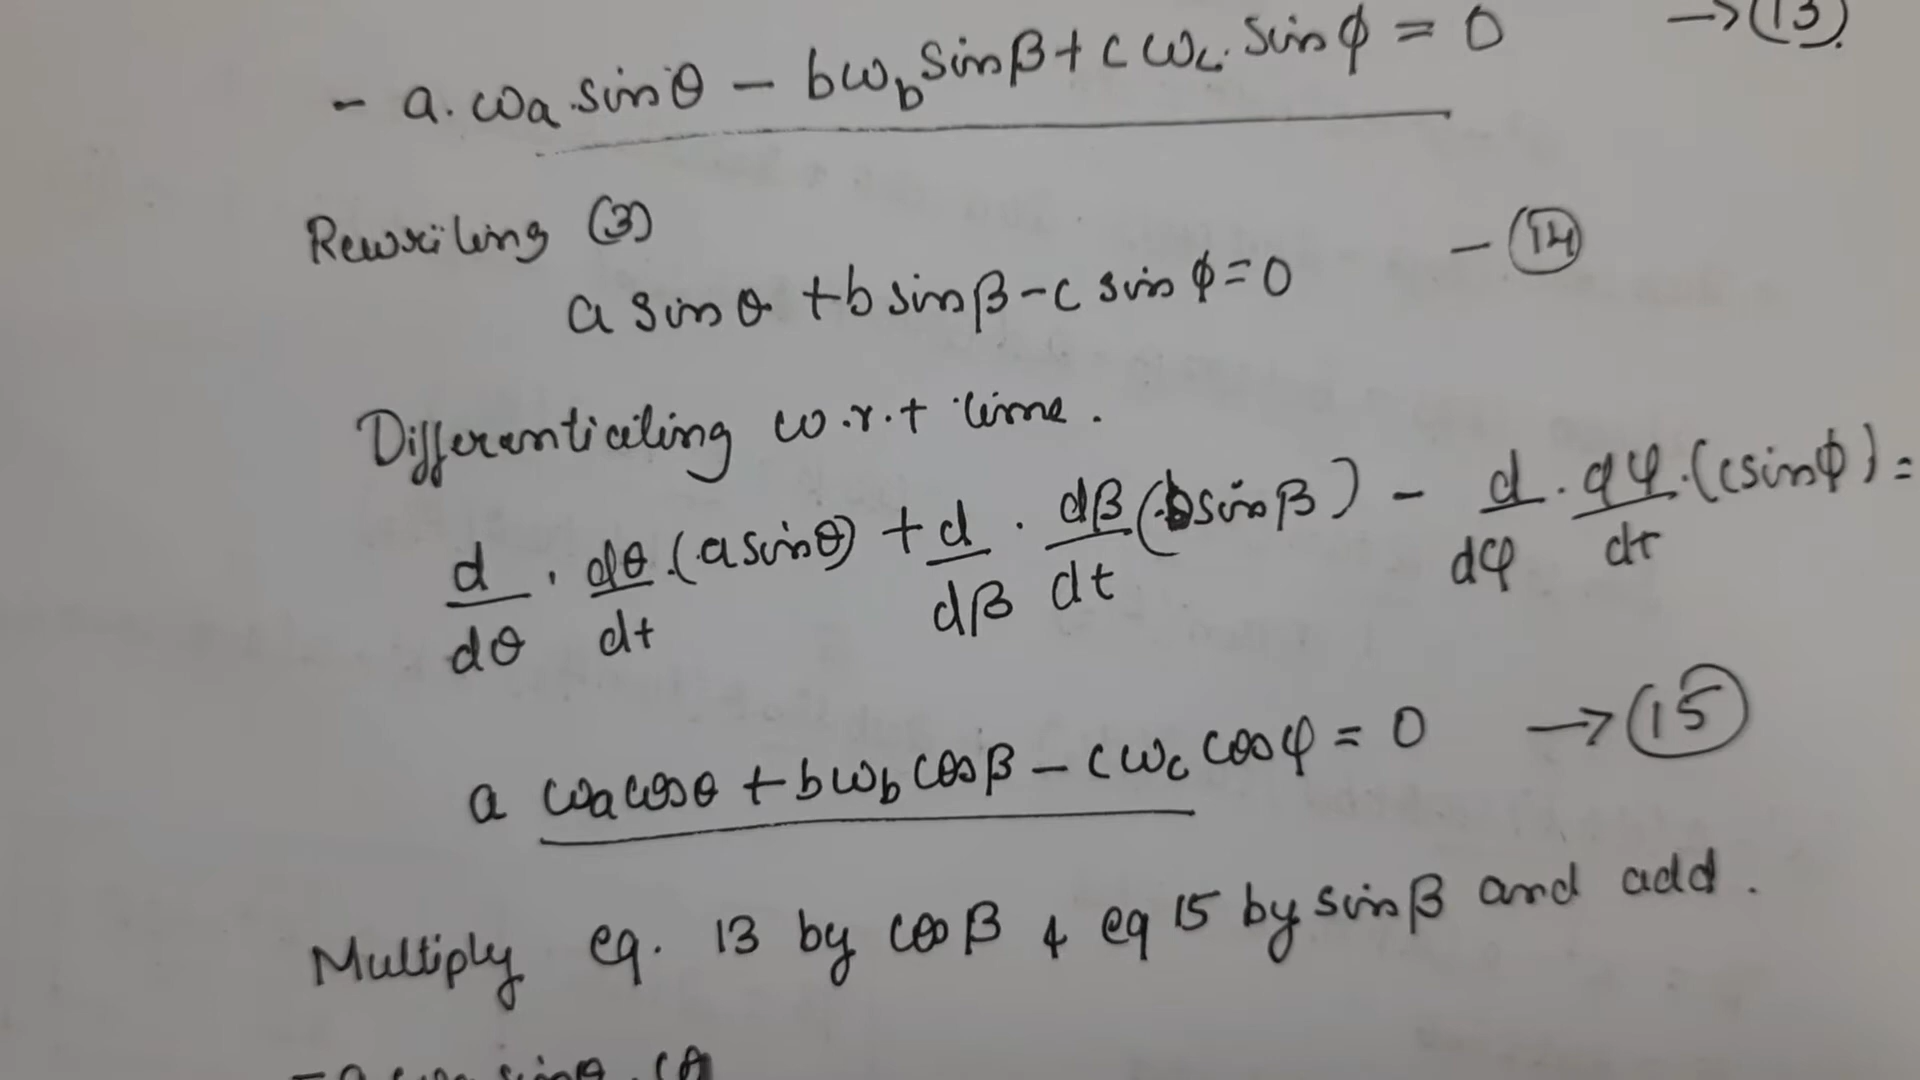 - a. ωa sinθ - bωb sinβ + c ωc. sinϕ = 0 → (13).
Rewriting (3)
a sinθ + b sinβ - c sin ϕ = 0 - (14)
Differentiating w.r.t time.
d/dθ . dθ/dt .(a sinθ) + d/dβ . dβ/dt (b sinβ) - d/dφ . dφ/dt .(c sinϕ) =
a ωa cosθ + bωb cosβ - cωc cosφ = 0 → (15)
Multiply eq. 13 by cosβ & eq 15 by sinβ and add.